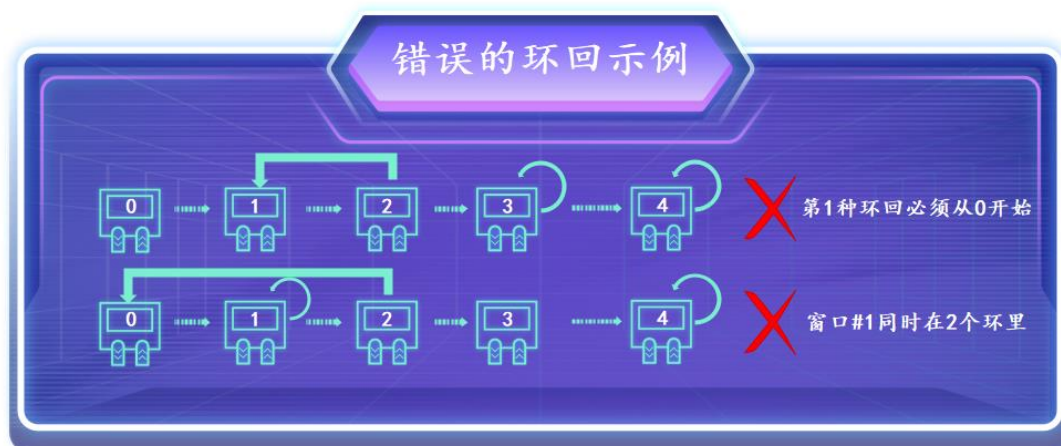 错误的环回示例
0 1 2 3 4 第1种环回必须从0开始
0 1 2 3 4 窗口#1同时在2个环里